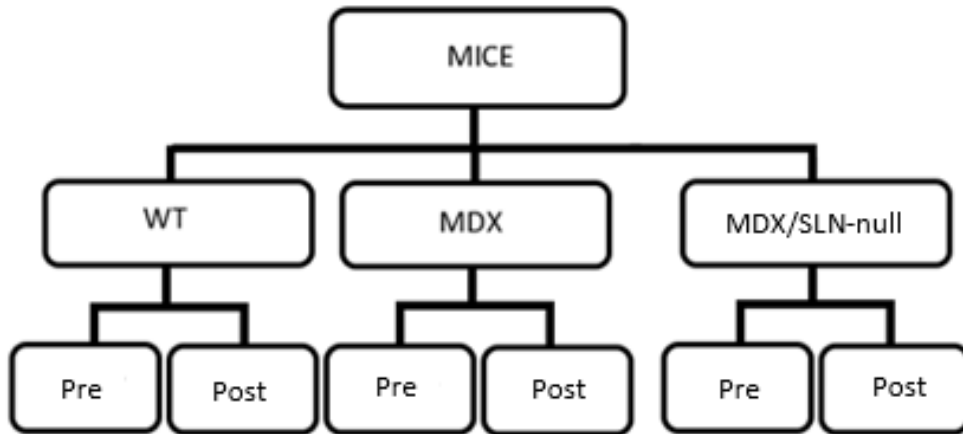 MICE
WT
MDX
MDX/SLN-null
Pre
Post
Pre
Post
Pre
Post